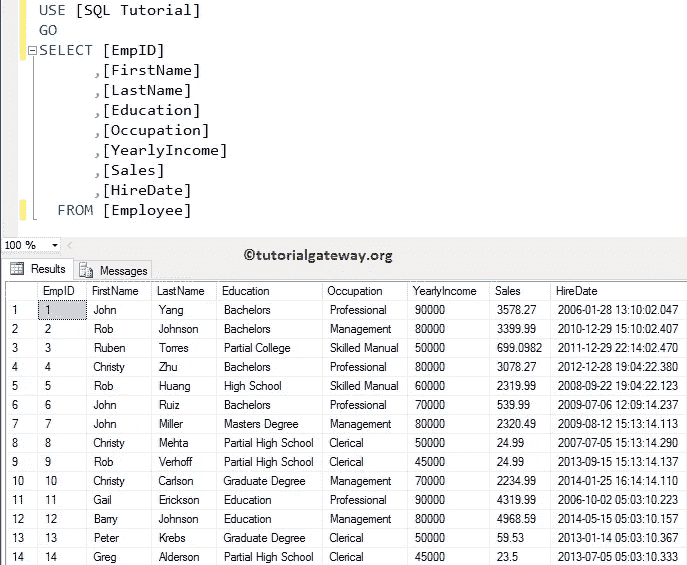 USE [SQL Tutorial]
GO
SELECT [EmpID]
,[FirstName]
,[LastName]
,[Education]
,[Occupation]
,[YearlyIncome]
,[Sales]
,[HireDate]
FROM [Employee]
100 %
©tutorialgateway.org
Results Messages
EmpID FirstName LastName Education Occupation YearlyIncome Sales HireDate
1 1 John Yang Bachelors Professional 90000 3578.27 2006-01-28 13:10:02.047
2 2 Rob Johnson Bachelors Management 80000 3399.99 2010-12-29 15:10:02.407
3 3 Ruben Torres Partial College Skilled Manual 50000 699.0982 2011-12-29 22:14:02.470
4 4 Christy Zhu Bachelors Professional 80000 3078.27 2012-12-28 19:04:22.380
5 5 Rob Huang High School Skilled Manual 60000 2319.99 2008-09-22 19:04:22.123
6 6 John Ruiz Bachelors Professional 70000 539.99 2009-07-06 12:09:14.237
7 7 John Miller Masters Degree Management 80000 2320.49 2009-08-12 15:13:14.113
8 8 Christy Mehta Partial High School Clerical 50000 24.99 2007-07-05 15:13:14.290
9 9 Rob Verhoff Partial High School Clerical 45000 24.99 2013-09-15 15:13:14.137
10 10 Christy Carlson Graduate Degree Management 70000 2234.99 2014-01-25 16:14:14.110
11 11 Gail Erickson Education Professional 90000 4319.99 2006-10-02 05:03:10.223
12 12 Barry Johnson Education Management 80000 4968.59 2014-05-15 05:03:10.157
13 13 Peter Krebs Graduate Degree Clerical 50000 59.53 2013-01-14 05:03:10.367
14 14 Greg Alderson Partial High School Clerical 45000 23.5 2013-07-05 05:03:10.333